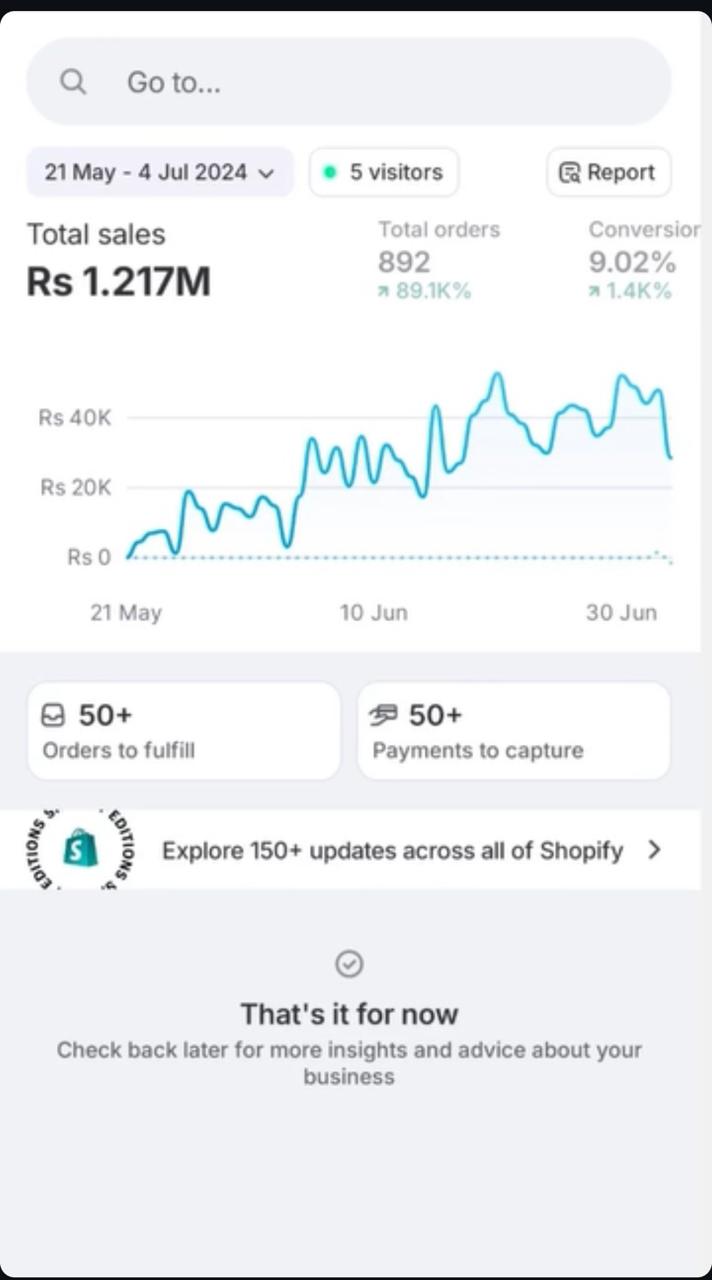 Go to...
21 May - 4 Jul 2024
5 visitors
Report
Total sales
Rs 1.217M
Total orders
892
89.1K%
Conversion
9.02%
1.4K%
Rs 40K
Rs 20K
Rs 0
21 May
10 Jun
30 Jun
50+
Orders to fulfill
50+
Payments to capture
EDITIONS S.
EDITIONS S.
Explore 150+ updates across all of Shopify
That's it for now
Check back later for more insights and advice about your
business